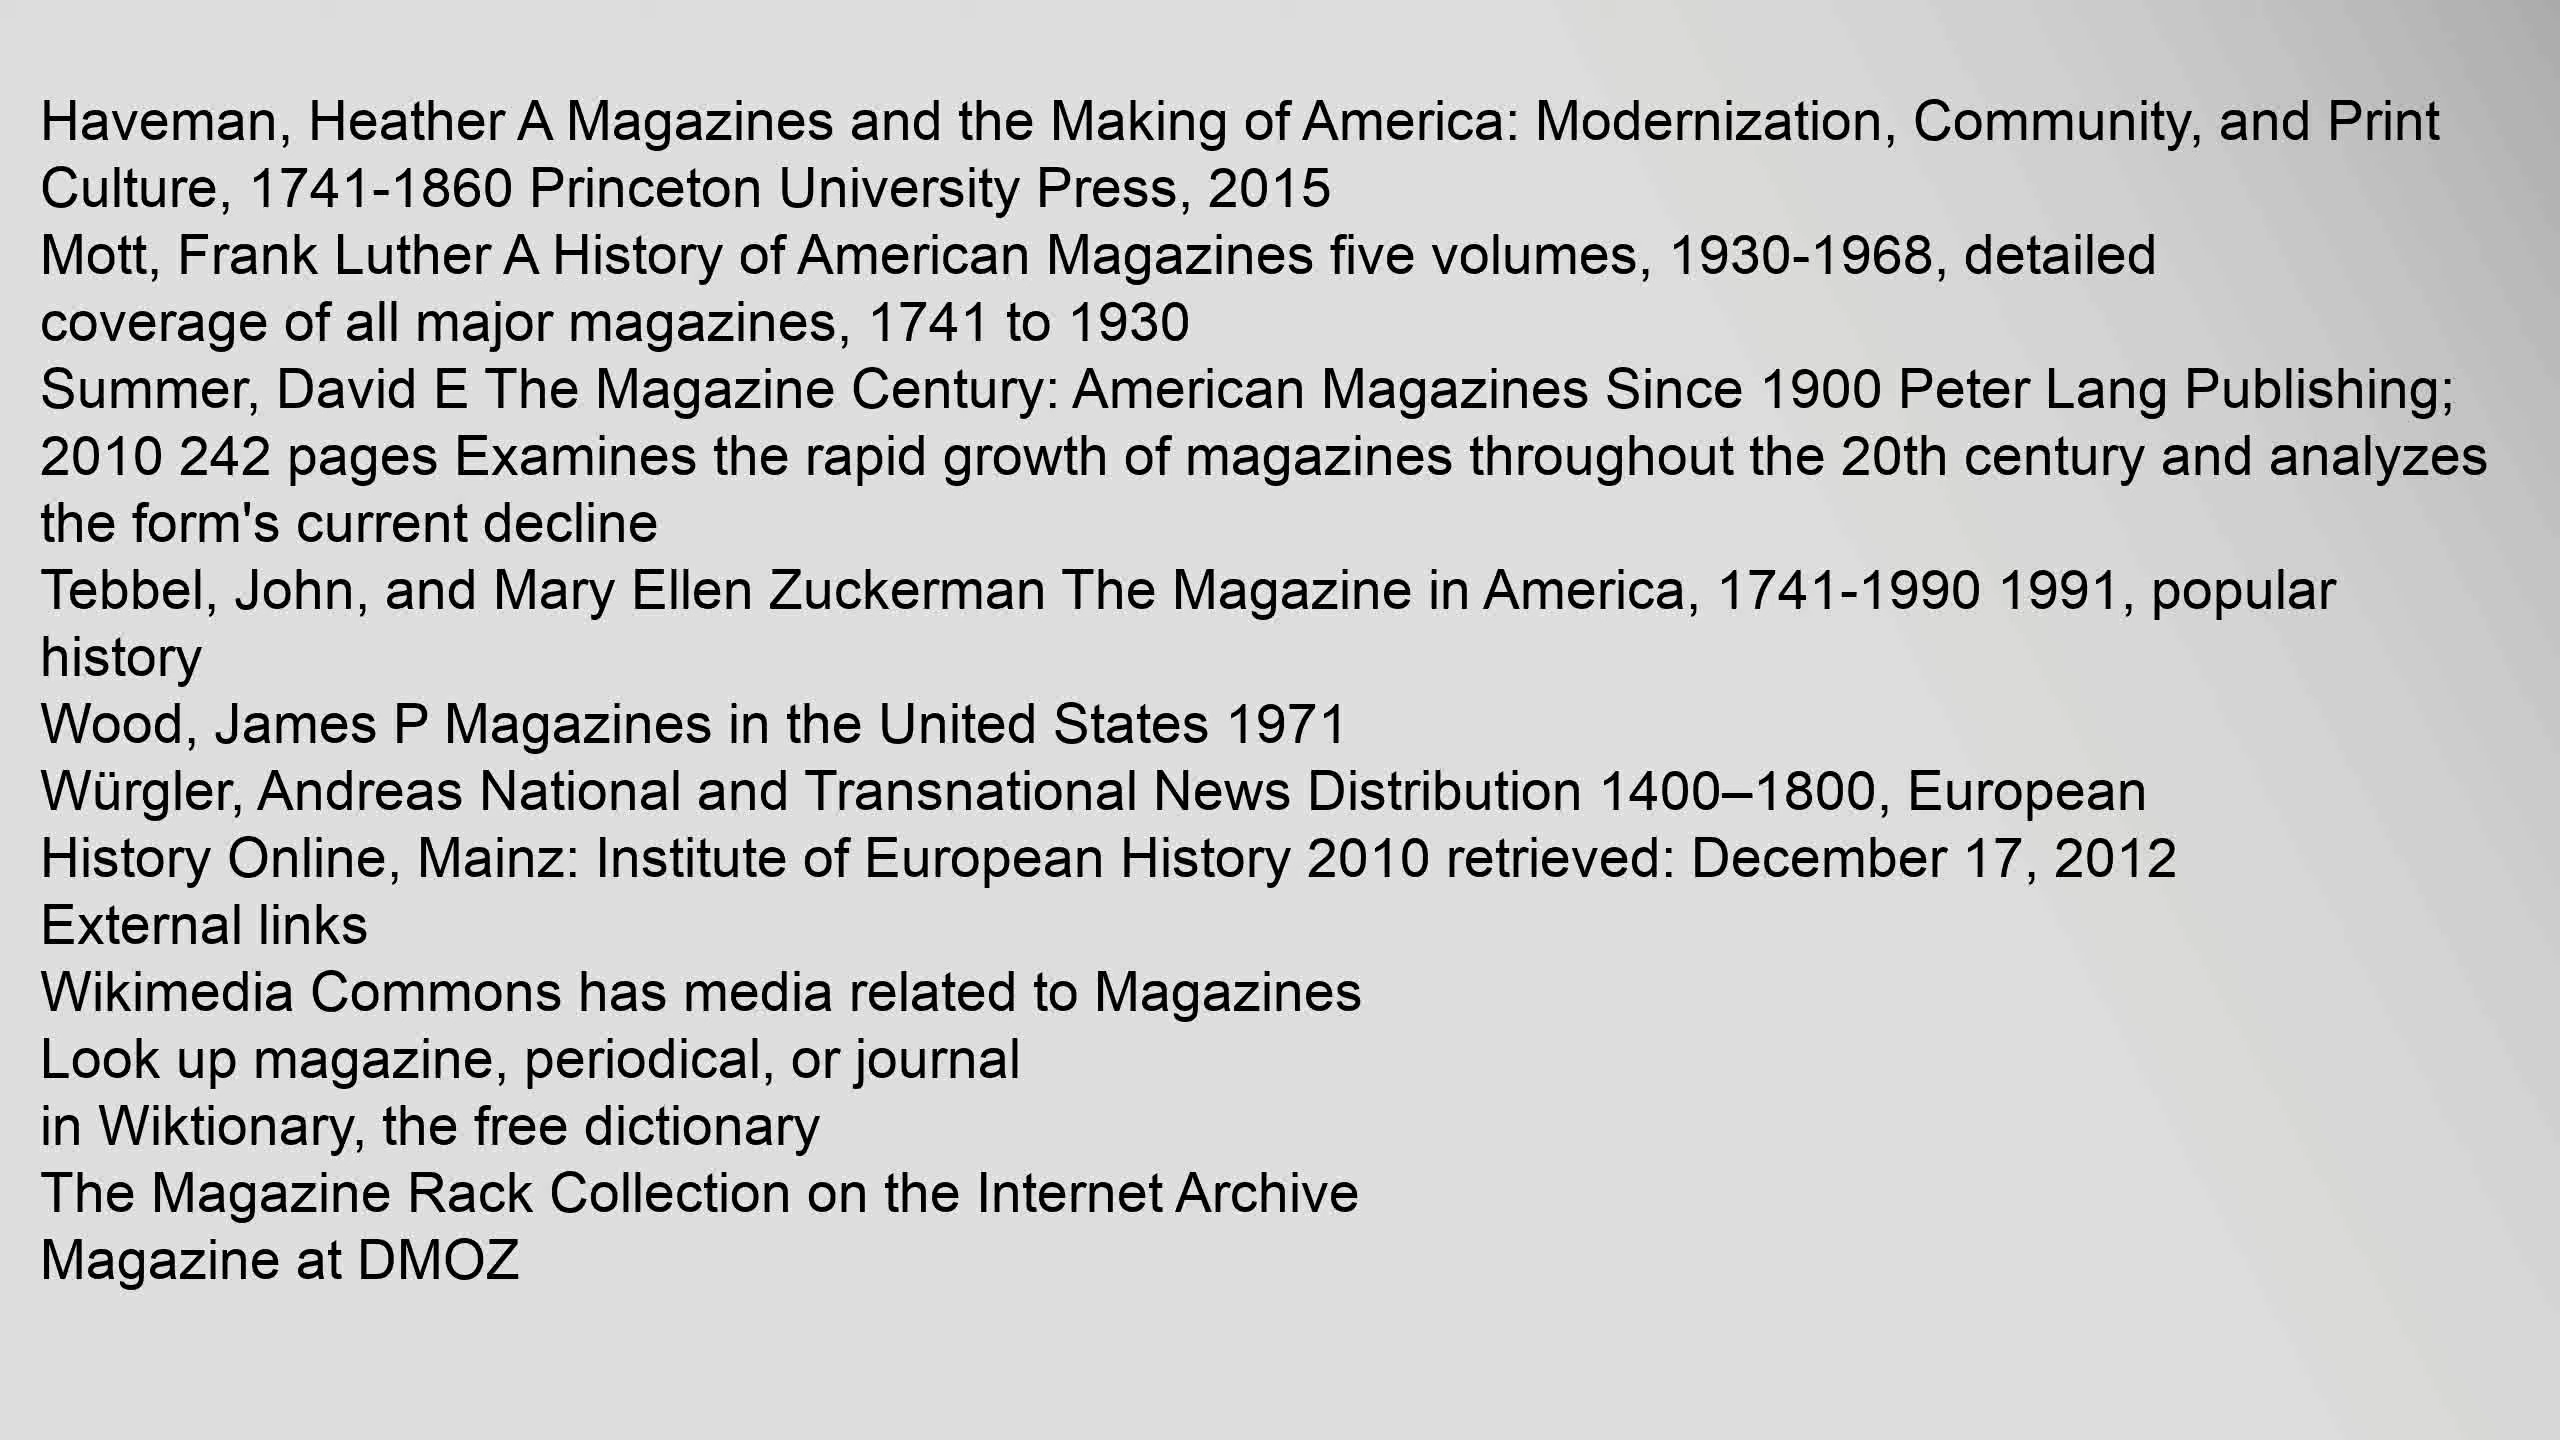 Haveman, Heather A Magazines and the Making of America: Modernization, Community, and Print
Culture, 1741-1860 Princeton University Press, 2015
Mott, Frank Luther A History of American Magazines five volumes, 1930-1968, detailed
coverage of all major magazines, 1741 to 1930
Summer, David E The Magazine Century: American Magazines Since 1900 Peter Lang Publishing;
2010 242 pages Examines the rapid growth of magazines throughout the 20th century and analyzes
the form's current decline
Tebbel, John, and Mary Ellen Zuckerman The Magazine in America, 1741-1990 1991, popular
history
Wood, James P Magazines in the United States 1971
Würgler, Andreas National and Transnational News Distribution 1400–1800, European
History Online, Mainz: Institute of European History 2010 retrieved: December 17, 2012
External links
Wikimedia Commons has media related to Magazines
Look up magazine, periodical, or journal
in Wiktionary, the free dictionary
The Magazine Rack Collection on the Internet Archive
Magazine at DMOZ